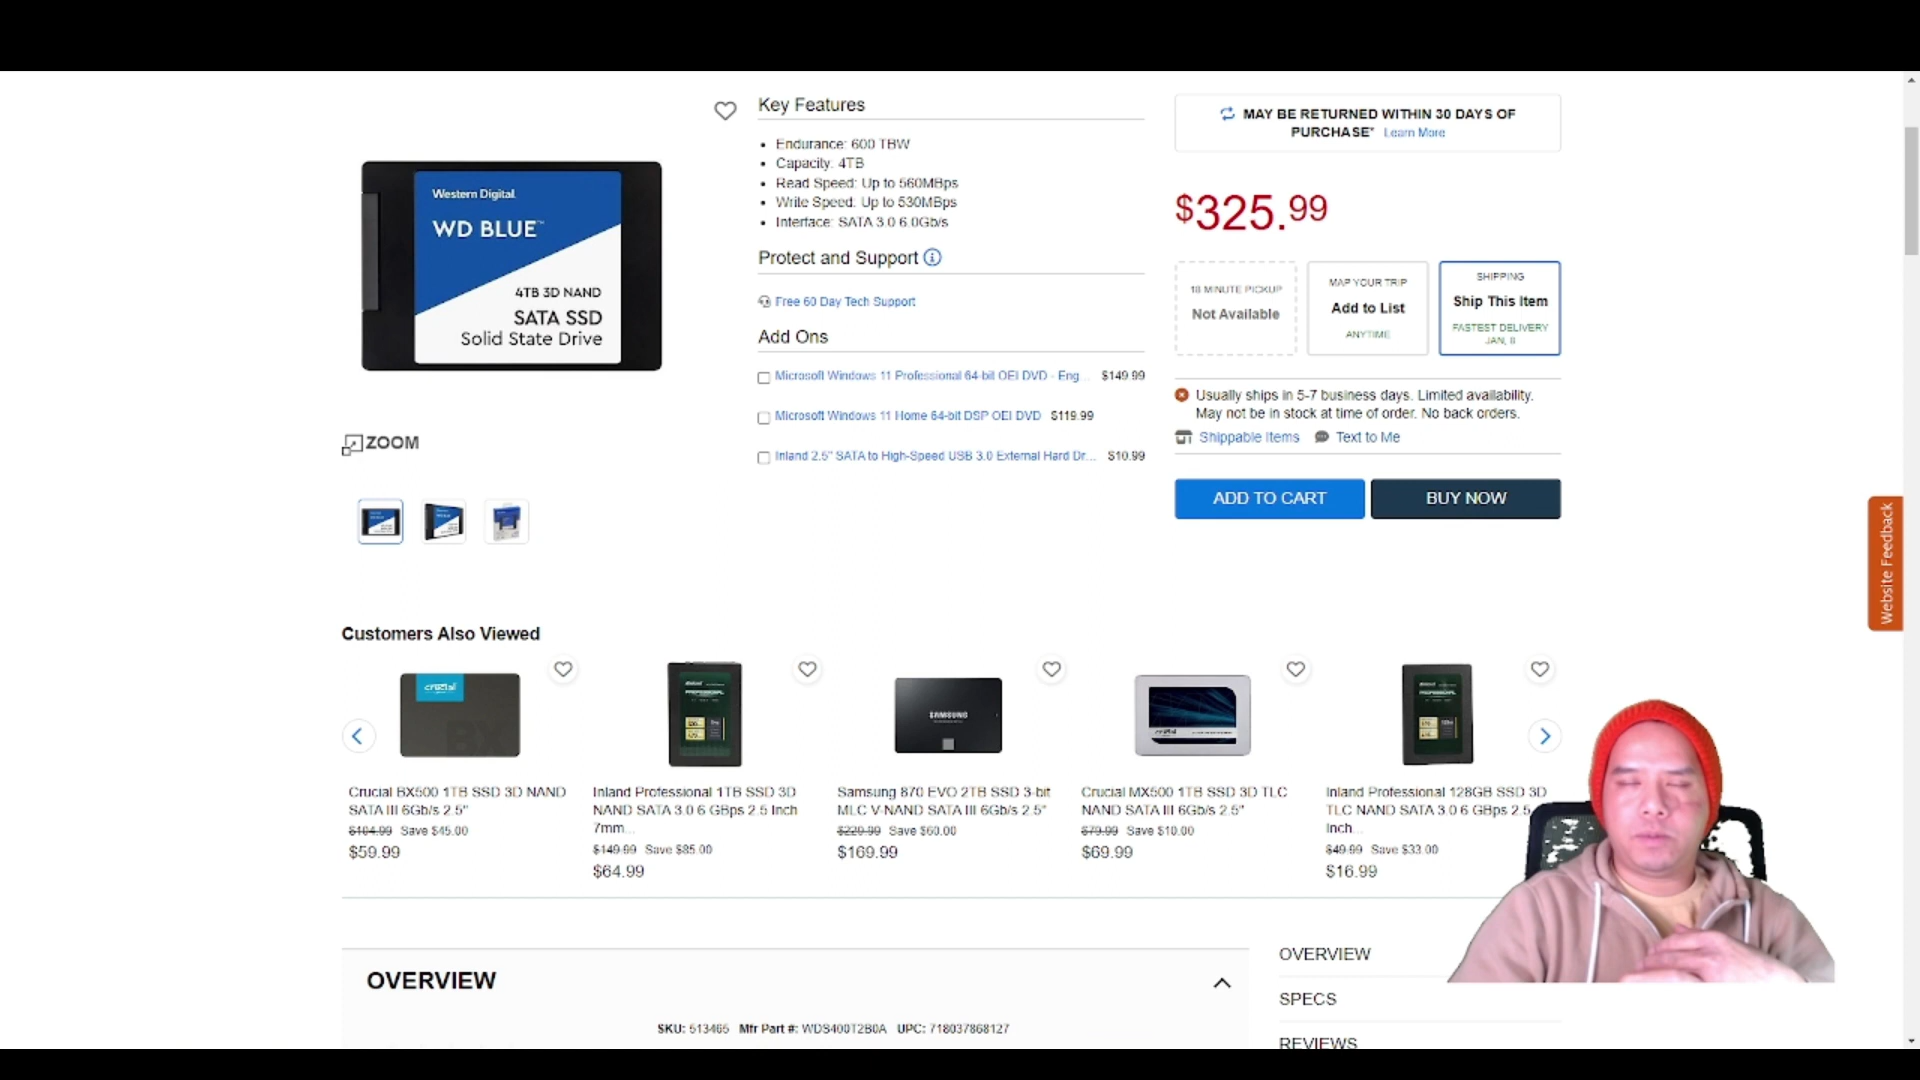 Key Features
Endurance: 600 TBW
Capacity: 4TB
Read Speed: Up to 560MBps
Write Speed: Up to 530MBps
Interface: SATA 3.0 6.0Gb/s
Protect and Support
Free 60 Day Tech Support
Add Ons
Microsoft Windows 11 Professional 64-bit OEI DVD - Eng... $149.99
Microsoft Windows 11 Home 64-bit DSP OEI DVD $119.99
Inland 2.5" SATA to High-Speed USB 3.0 External Hard Dr... $10.99
MAY BE RETURNED WITHIN 30 DAYS OF
PURCHASE* Learn More
$325.99
18 MINUTE PICKUP
Not Available
MAP YOUR TRIP
Add to List
ANYTIME
SHIPPING
Ship This Item
FASTEST DELIVERY
JAN, 8
Usually ships in 5-7 business days. Limited availability.
May not be in stock at time of order. No back orders.
Shippable Items Text to Me
ADD TO CART BUY NOW
Western Digital
WD BLUE™
4TB 3D NAND
SATA SSD
Solid State Drive
ZOOM
Website Feedback
Customers Also Viewed
crucial
BX
Crucial BX500 1TB SSD 3D NAND
SATA III 6Gb/s 2.5"
$104.99 Save $45.00
$59.99
PROFESSIONAL
Inland Professional 1TB SSD 3D
NAND SATA 3.0 6 GBps 2.5 Inch
7mm...
$149.99 Save $85.00
$64.99
SAMSUNG
Samsung 870 EVO 2TB SSD 3-bit
MLC V-NAND SATA III 6Gb/s 2.5"
$229.99 Save $60.00
$169.99
crucial
Crucial MX500 1TB SSD 3D TLC
NAND SATA III 6Gb/s 2.5"
$79.99 Save $10.00
$69.99
PROFESSIONAL
Inland Professional 128GB SSD 3D
TLC NAND SATA 3.0 6 GBps 2.5
Inch...
$49.99 Save $33.00
$16.99
OVERVIEW
SKU: 513465 Mfr Part #: WDS400T2B0A UPC: 718037868127
OVERVIEW
SPECS
REVIEWS